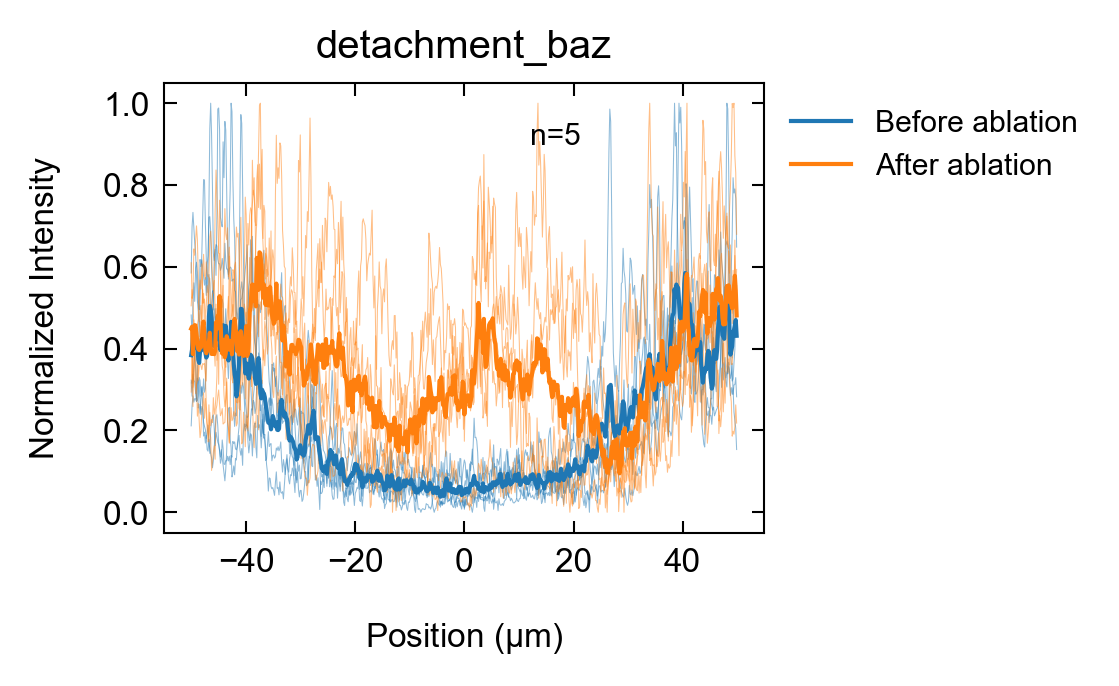 detachment_baz
Normalized Intensity
1.0
0.8
0.6
0.4
0.2
0.0
n=5
Before ablation
After ablation
−40
−20
0
20
40
Position (µm)